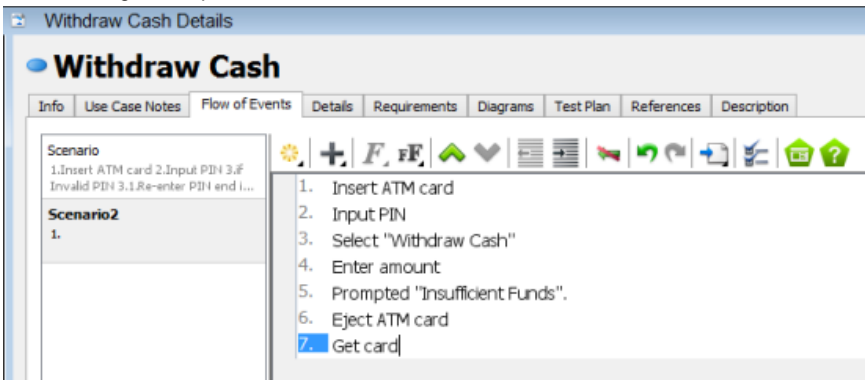 Withdraw Cash Details
Withdraw Cash
Info Use Case Notes Flow of Events Details Requirements Diagrams Test Plan References Description
Scenario
1.Insert ATM card 2.Input PIN 3.if
Invalid PIN 3.1.Re-enter PIN end i...
Scenario2
1.
1. Insert ATM card
2. Input PIN
3. Select "Withdraw Cash"
4. Enter amount
5. Prompted "Insufficient Funds".
6. Eject ATM card
7. Get card